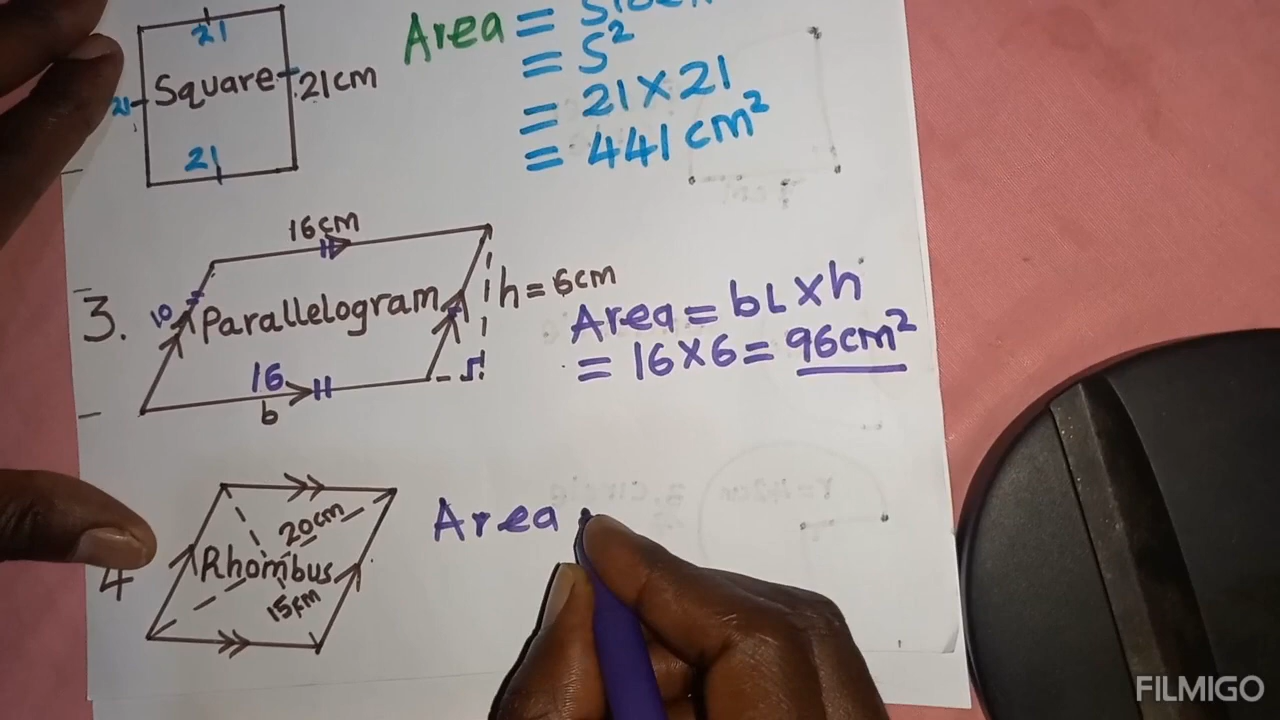 21
Square
21cm
21
21
Area =
= S²
= 21 × 21
= 441 cm²
3.
16cm
10
Parallelogram
h = 6cm
16
b
Area = bL × h
= 16 × 6 = 96cm²
4
20cm
Rhombus
15cm
Area
FILMIGO